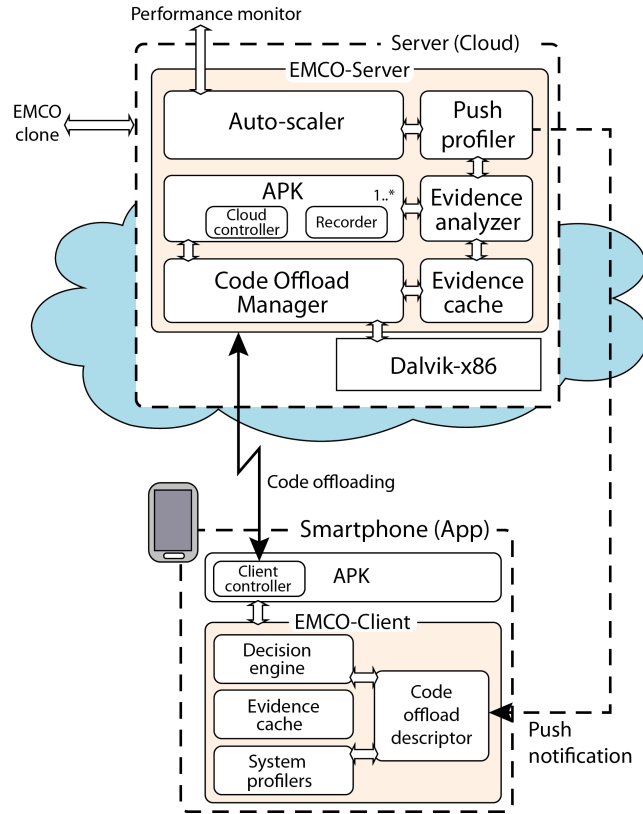 Performance monitor
Server (Cloud)
EMCO-Server
EMCO
clone
Auto-scaler
Push
profiler
APK
1..*
Cloud
controller
Recorder
Evidence
analyzer
Code Offload
Manager
Evidence
cache
Dalvik-x86
Code offloading
Smartphone (App)
Client
controller
APK
EMCO-Client
Decision
engine
Evidence
cache
System
profilers
Code
offload
descriptor
Push
notification